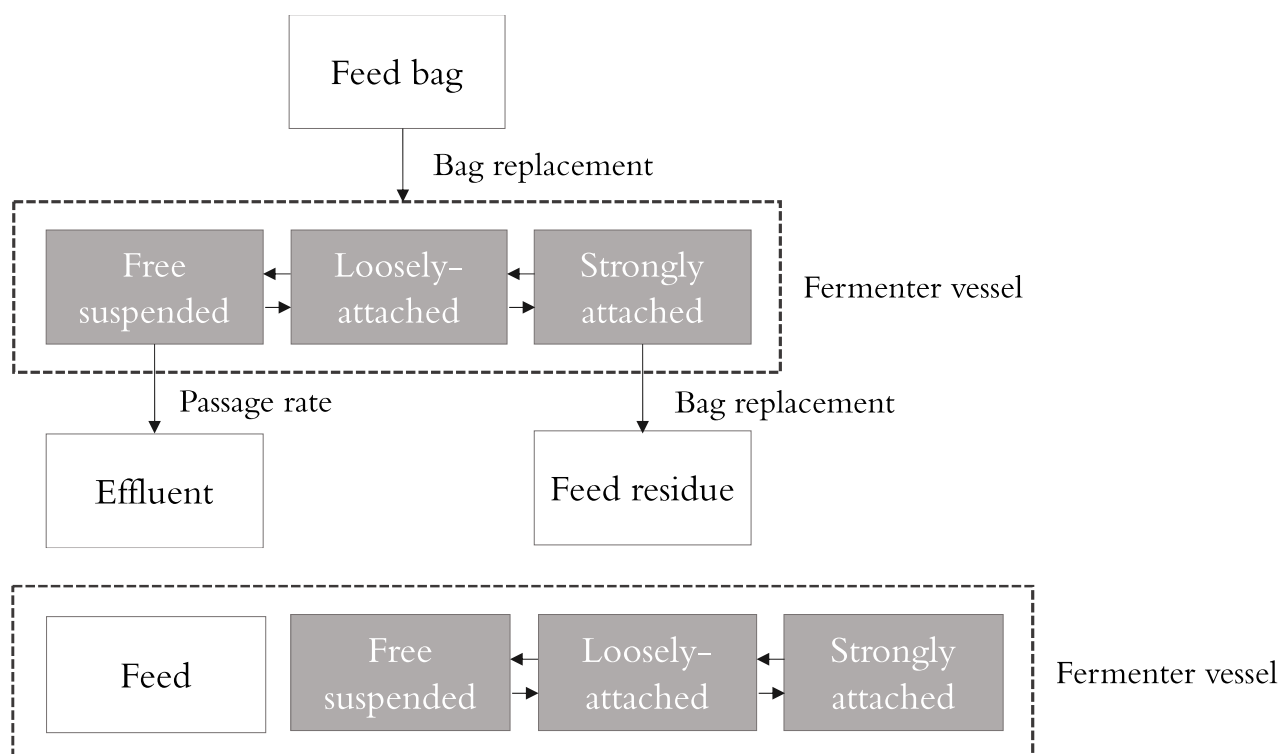 Feed bag
Bag replacement
Free
suspended
Loosely-
attached
Strongly
attached
Fermenter vessel
Passage rate
Bag replacement
Effluent
Feed residue
Feed
Free
suspended
Loosely-
attached
Strongly
attached
Fermenter vessel